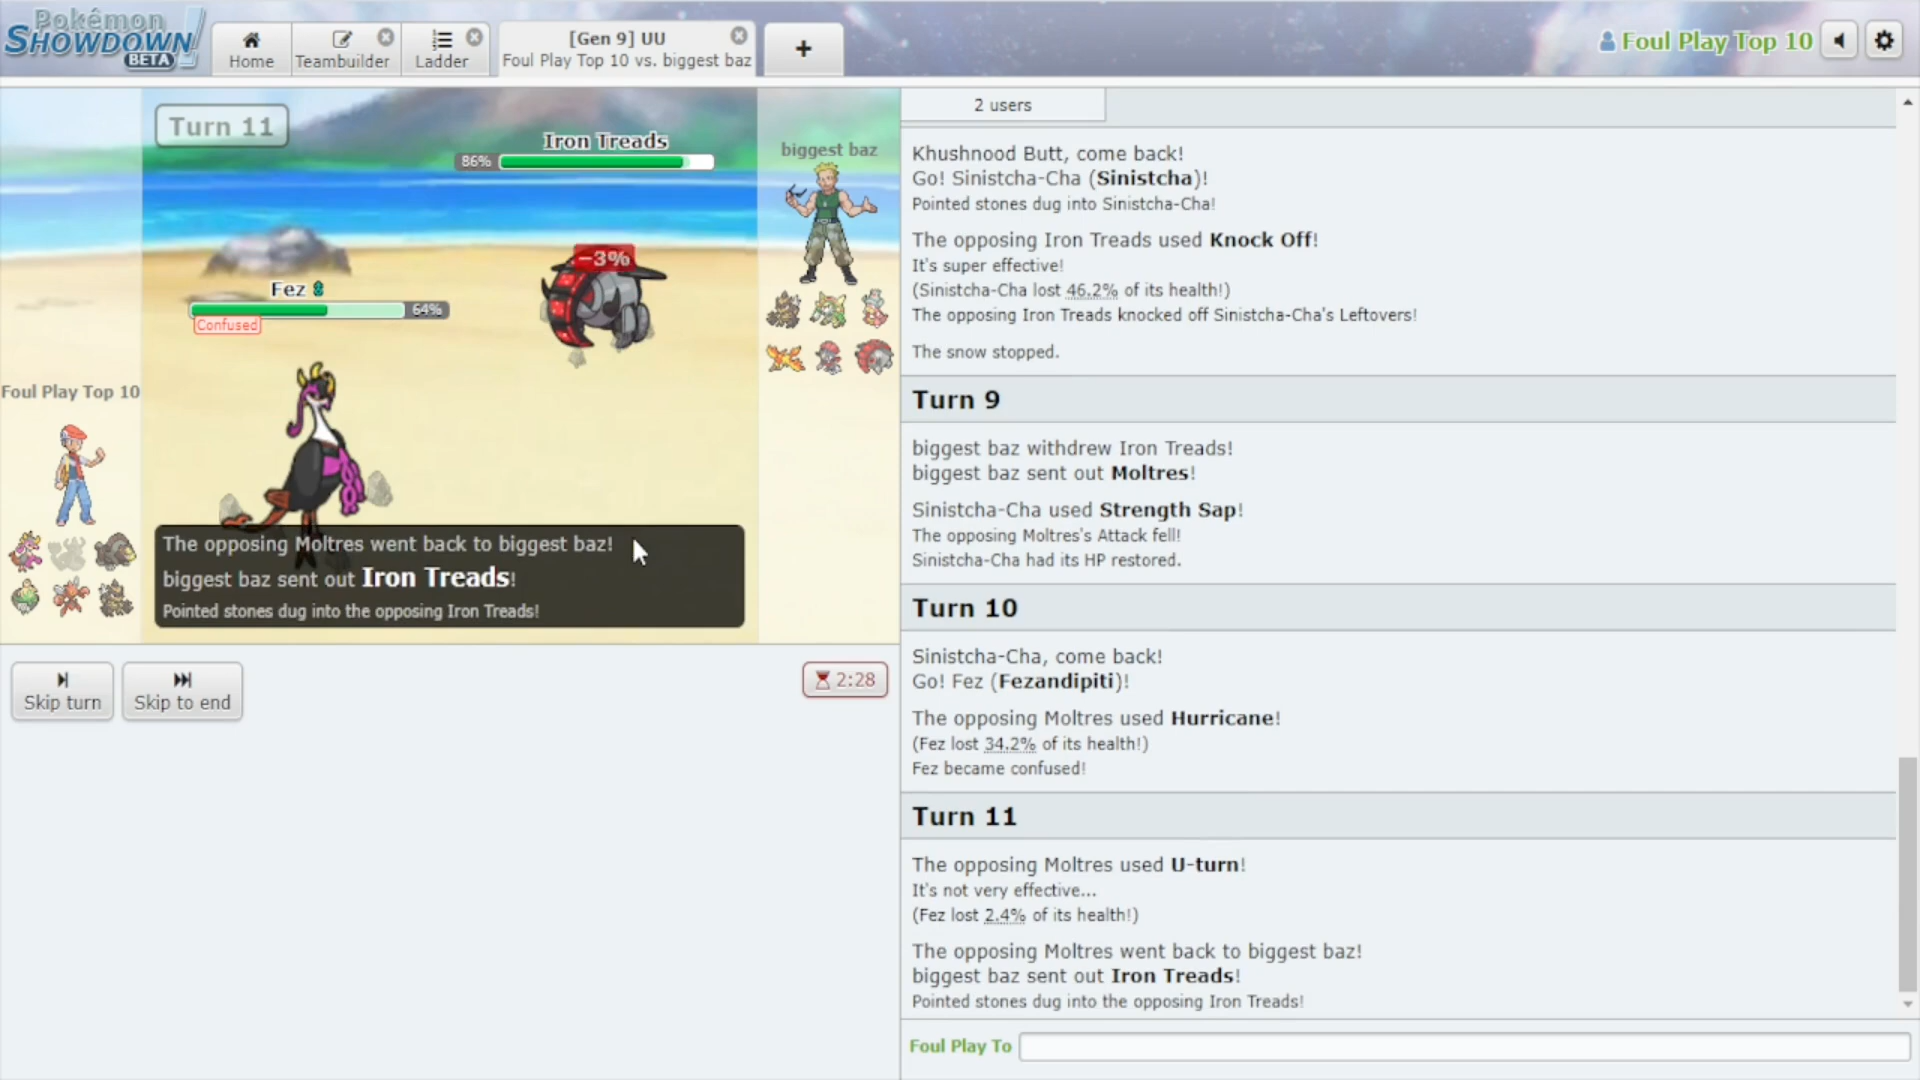 Pokémon
SHOWDOWN!
BETA
Home
Teambuilder
Ladder
[Gen 9] UU
Foul Play Top 10 vs. biggest baz
+
Foul Play Top 10
Turn 11
Iron Treads
86%
-3%
Fez
64%
Confused
biggest baz
Foul Play Top 10
The opposing Moltres went back to biggest baz!
biggest baz sent out Iron Treads!
Pointed stones dug into the opposing Iron Treads!
Skip turn
Skip to end
2:28
2 users
Khushnood Butt, come back!
Go! Sinistcha-Cha (Sinistcha)!
Pointed stones dug into Sinistcha-Cha!
The opposing Iron Treads used Knock Off!
It's super effective!
(Sinistcha-Cha lost 46.2% of its health!)
The opposing Iron Treads knocked off Sinistcha-Cha's Leftovers!
The snow stopped.
Turn 9
biggest baz withdrew Iron Treads!
biggest baz sent out Moltres!
Sinistcha-Cha used Strength Sap!
The opposing Moltres's Attack fell!
Sinistcha-Cha had its HP restored.
Turn 10
Sinistcha-Cha, come back!
Go! Fez (Fezandipiti)!
The opposing Moltres used Hurricane!
(Fez lost 34.2% of its health!)
Fez became confused!
Turn 11
The opposing Moltres used U-turn!
It's not very effective...
(Fez lost 2.4% of its health!)
The opposing Moltres went back to biggest baz!
biggest baz sent out Iron Treads!
Pointed stones dug into the opposing Iron Treads!
Foul Play To